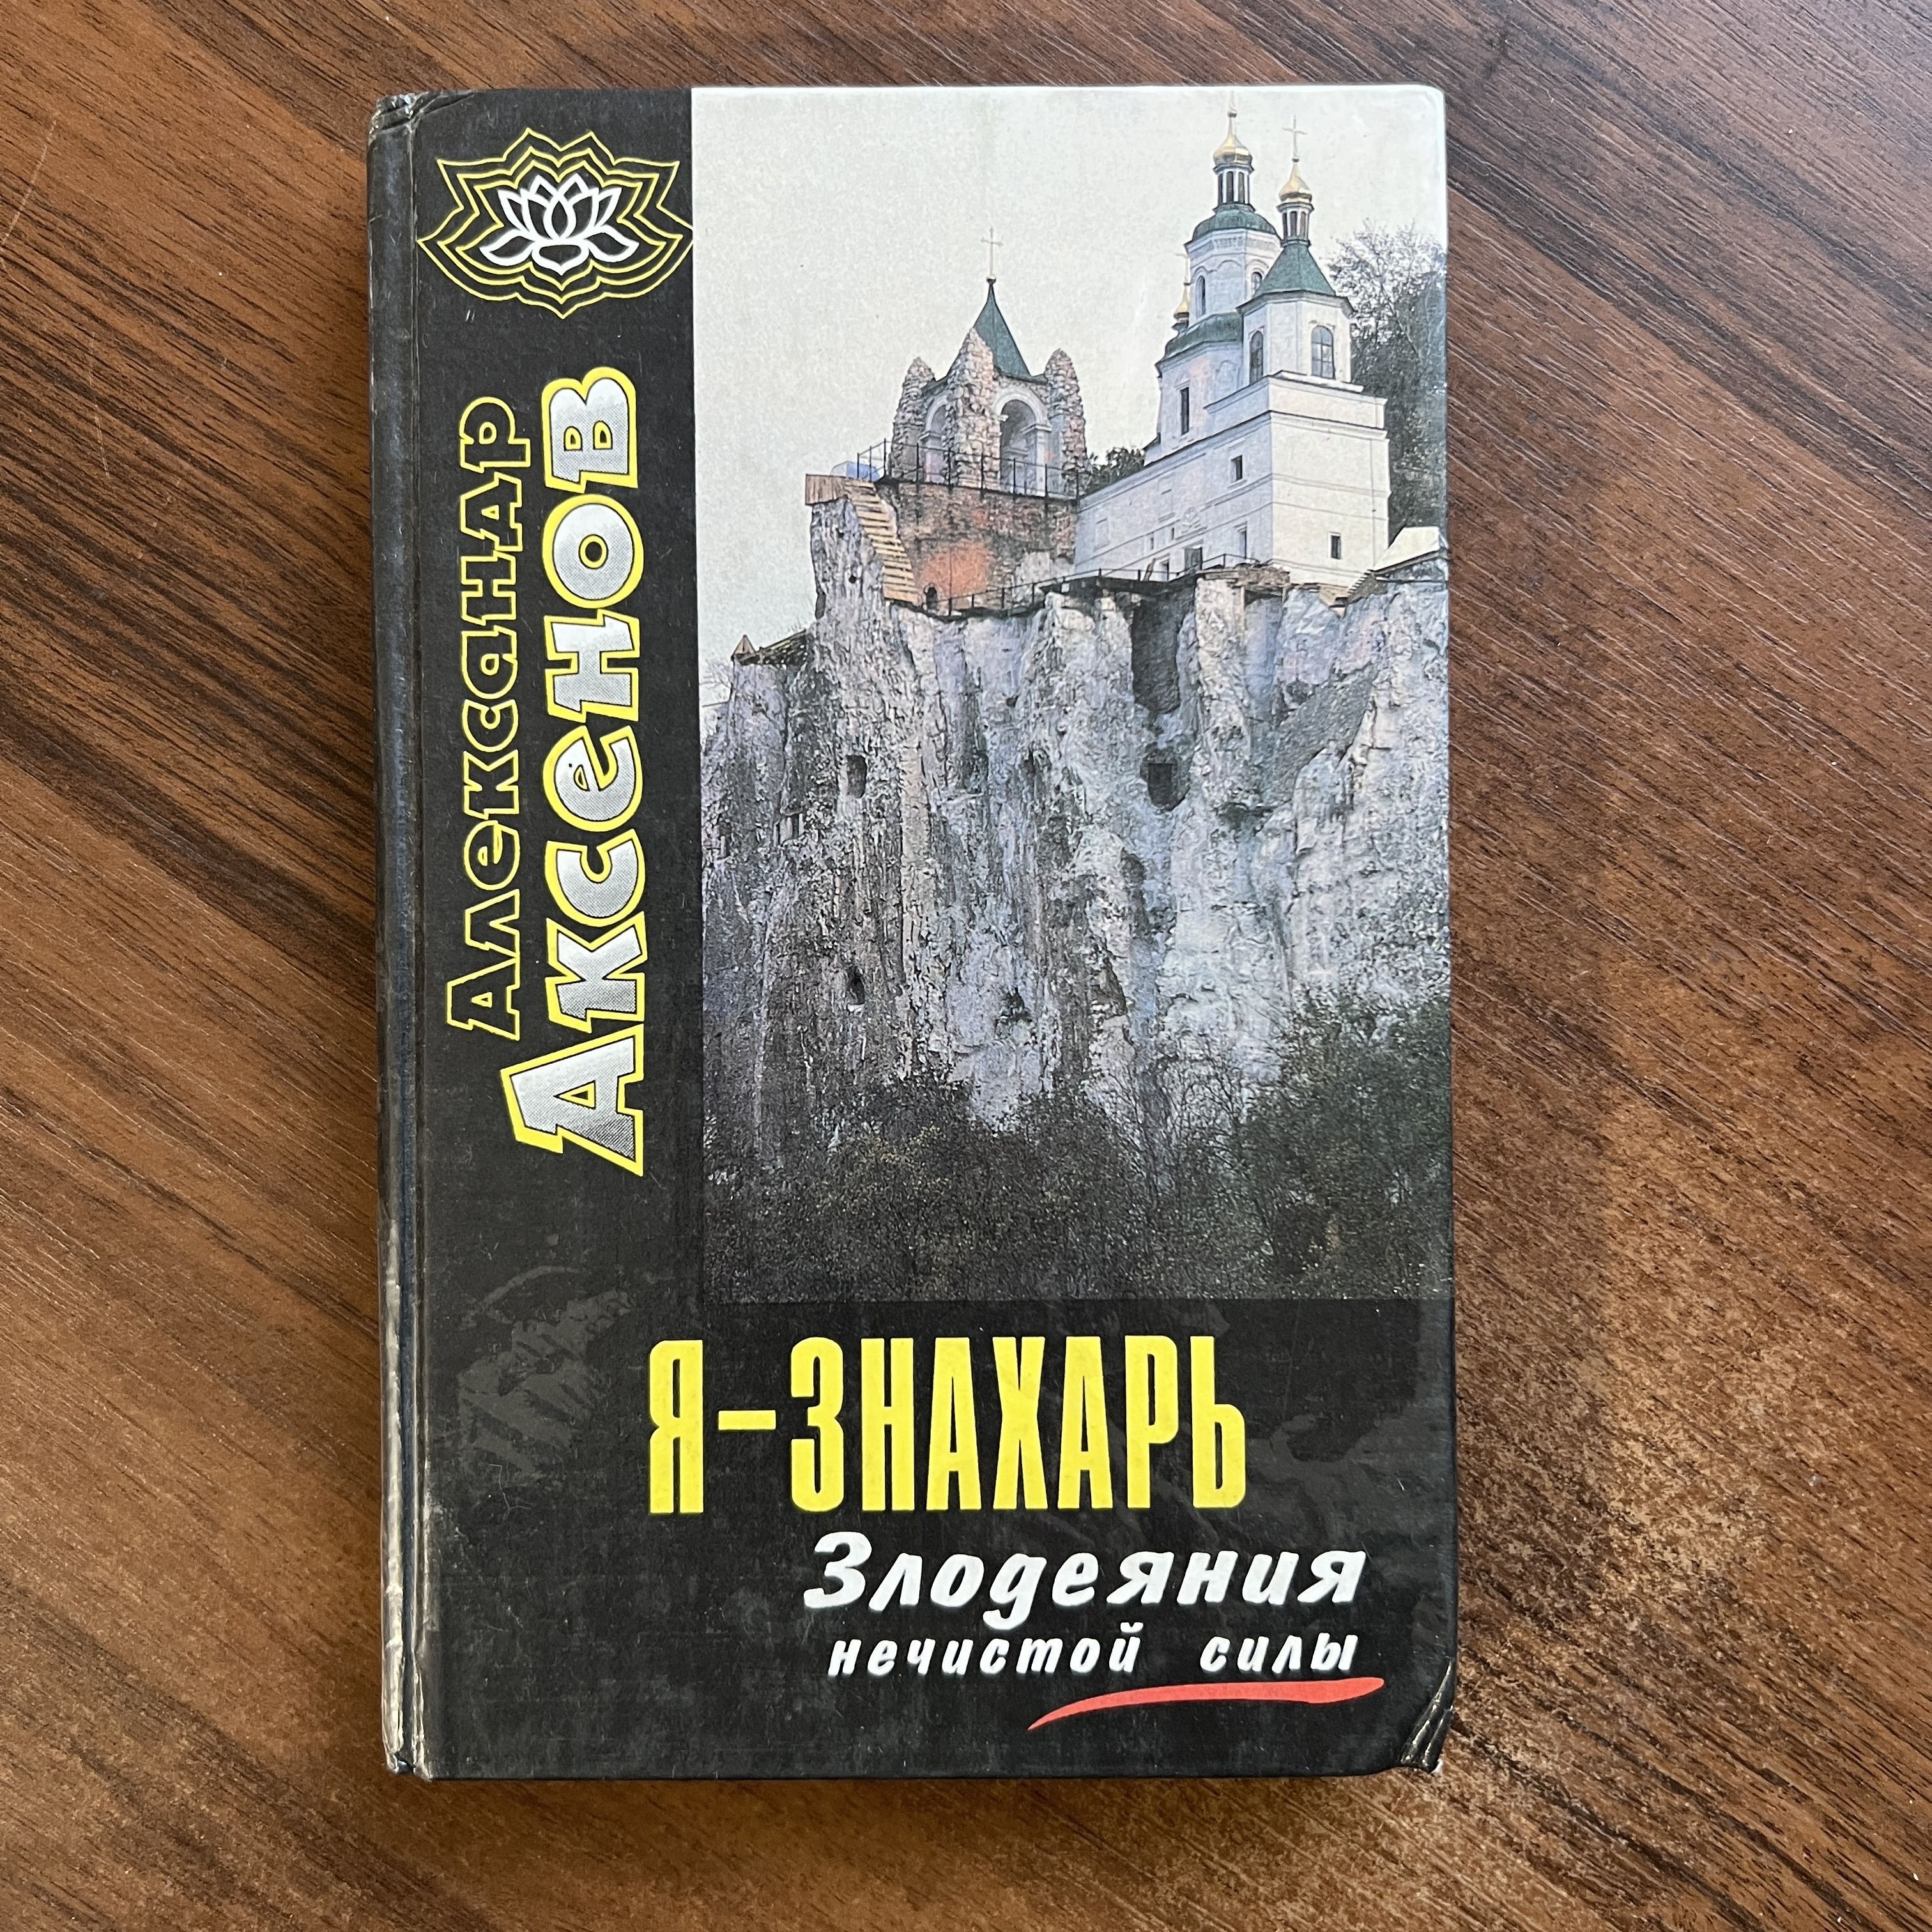 Александр
Аксенов
Я-ЗНАХАРЬ
Злодеяния
нечистой силы